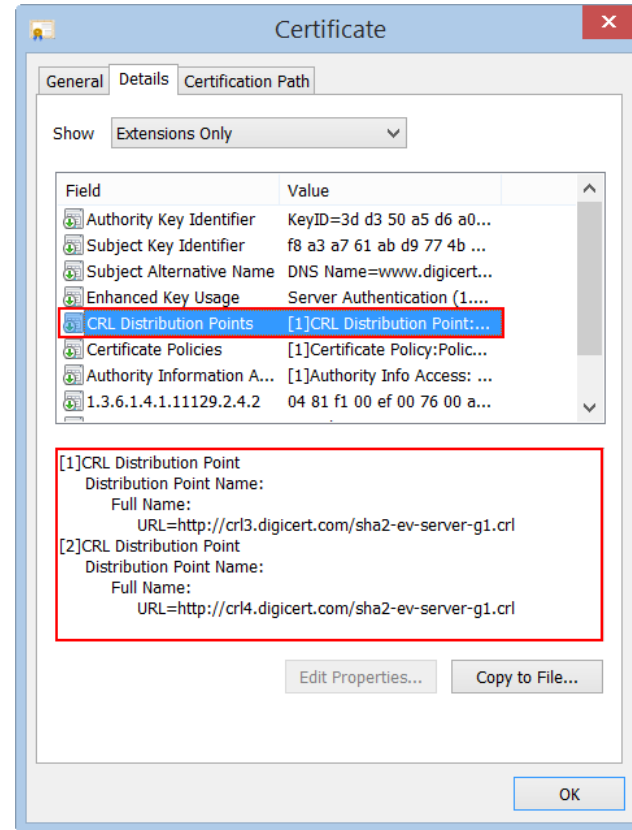 Certificate
General Details Certification Path
Show Extensions Only
Field Value
Authority Key Identifier KeyID=3d d3 50 a5 d6 a0...
Subject Key Identifier f8 a3 a7 61 ab d9 77 4b ...
Subject Alternative Name DNS Name=www.digicert...
Enhanced Key Usage Server Authentication (1....
CRL Distribution Points [1]CRL Distribution Point:...
Certificate Policies [1]Certificate Policy:Polic...
Authority Information A... [1]Authority Info Access: ...
1.3.6.1.4.1.11129.2.4.2 04 81 f1 00 ef 00 76 00 a...
[1]CRL Distribution Point
Distribution Point Name:
Full Name:
URL=http://crl3.digicert.com/sha2-ev-server-g1.crl
[2]CRL Distribution Point
Distribution Point Name:
Full Name:
URL=http://crl4.digicert.com/sha2-ev-server-g1.crl
Edit Properties... Copy to File...
OK